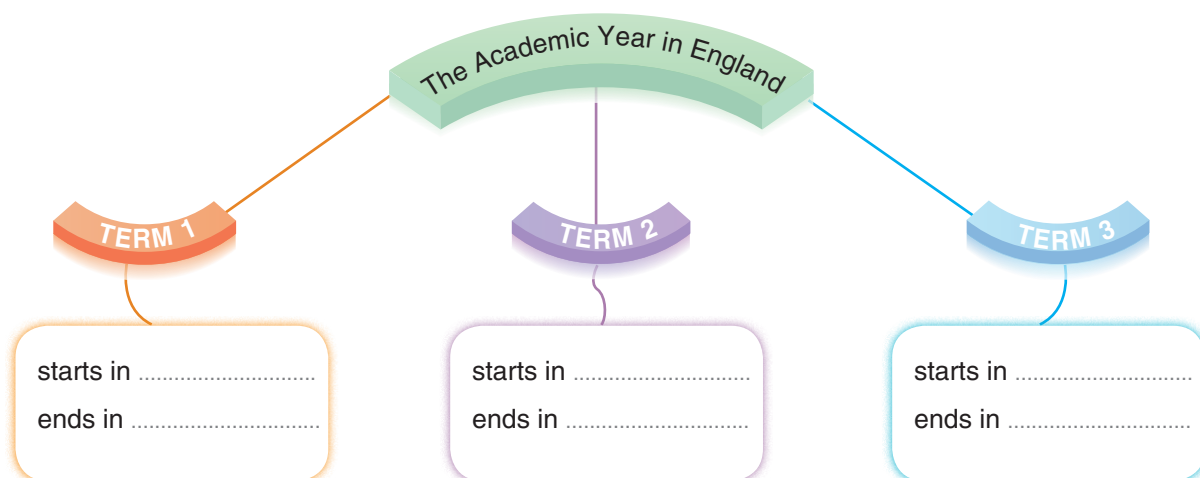 The Academic Year in England
TERM 1
TERM 2
TERM 3
starts in ..............................
ends in ................................
starts in ..............................
ends in ...............................
starts in ..............................
ends in ...............................